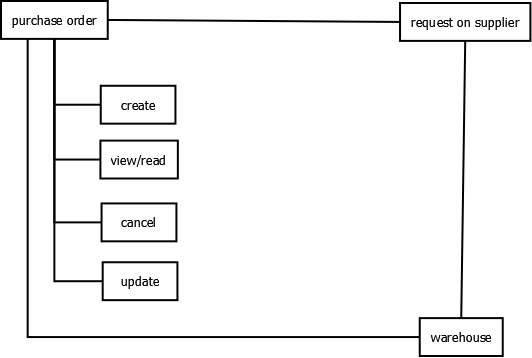 purchase order
request on supplier
create
view/read
cancel
update
warehouse